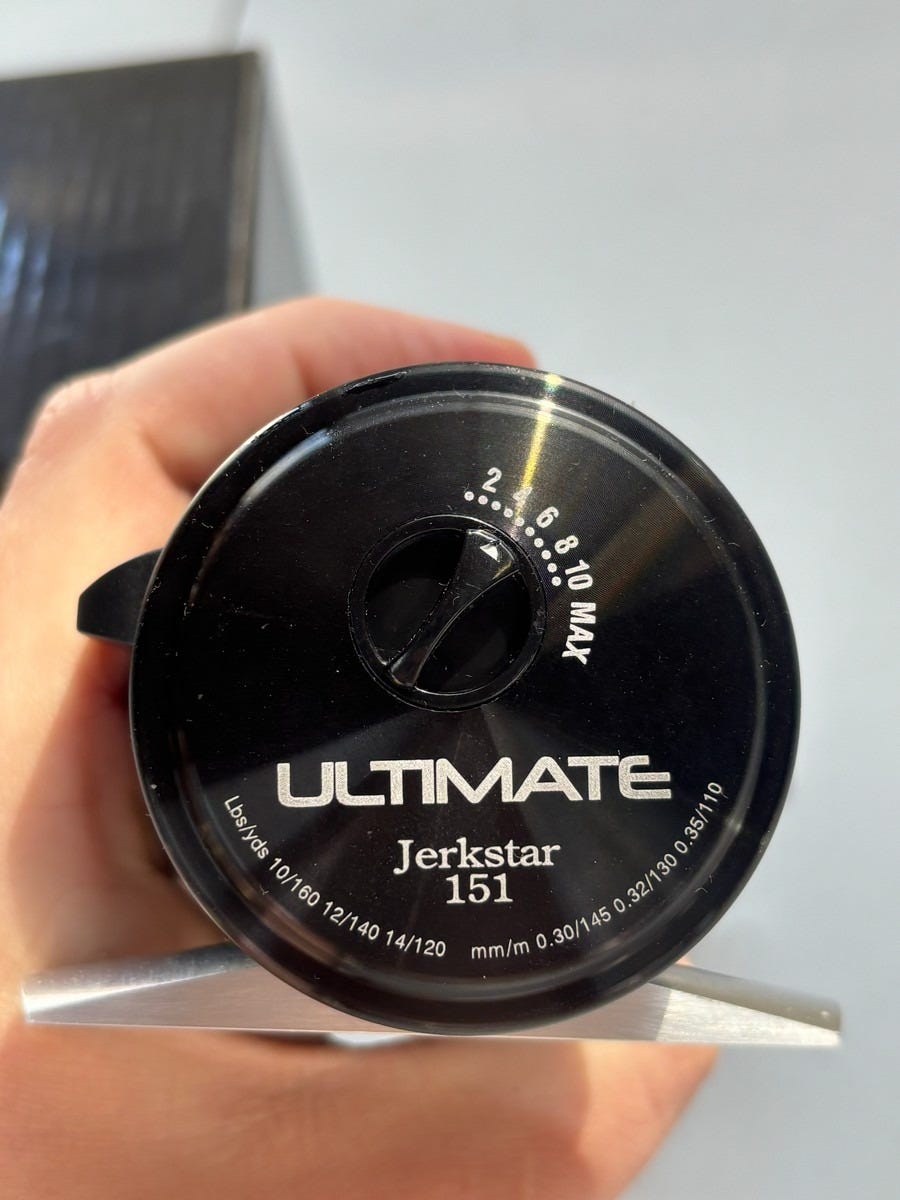 2 4 6 8 10 MAX
ULTIMATE
Jerkstar
151
Lbs/yds 10/160 12/140 14/120 mm/m 0.30/145 0.32/130 0.35/110